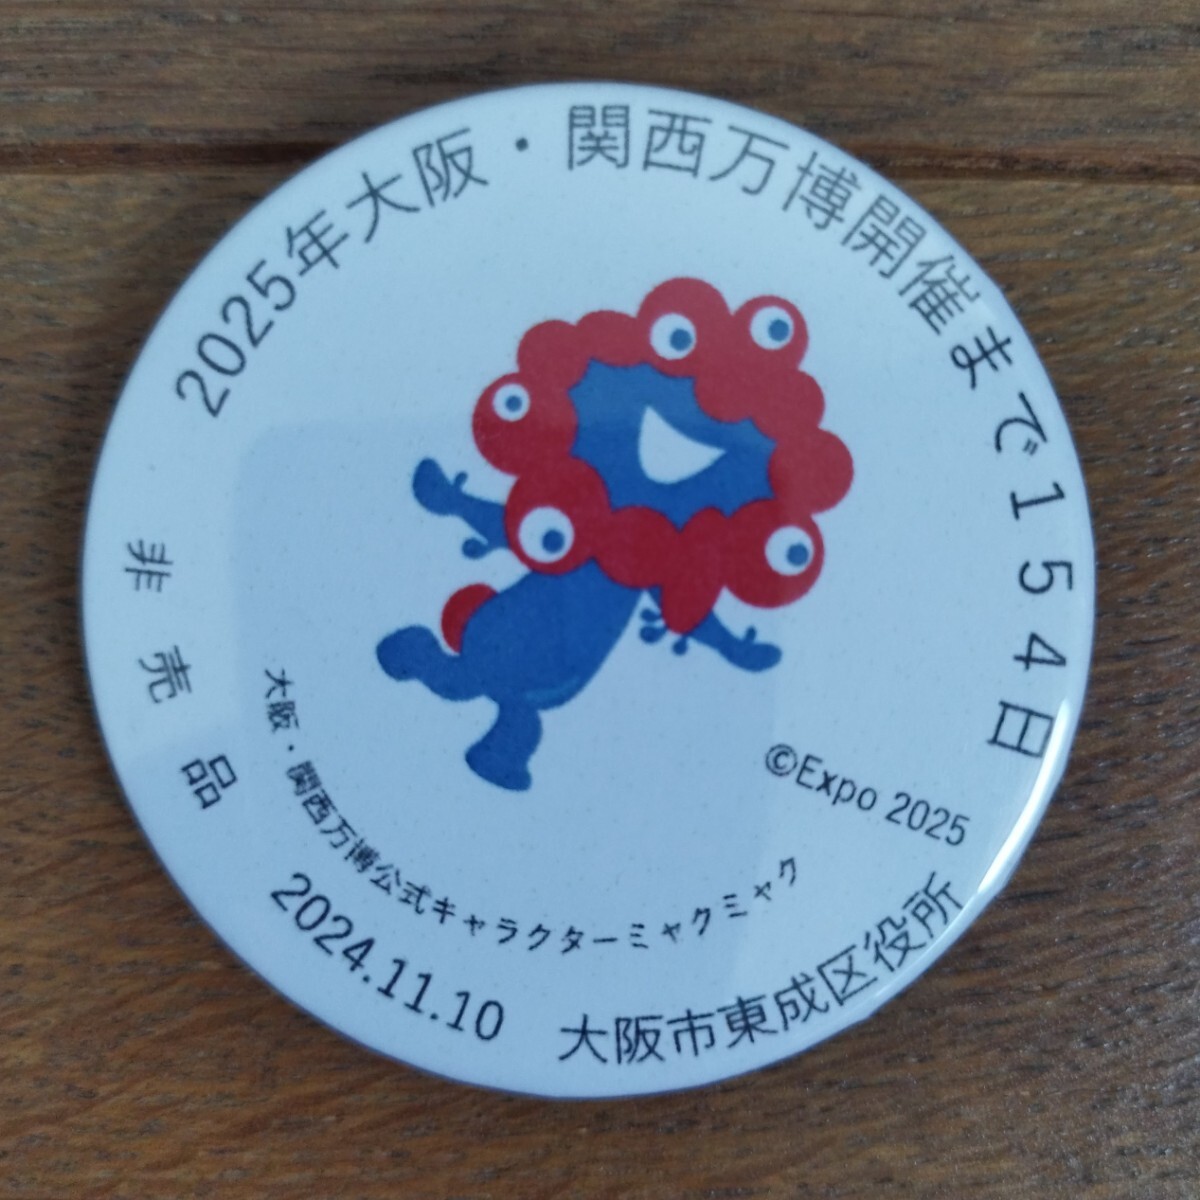 2025年大阪・関西万博開催まで154日
非売品
©Expo 2025
大阪・関西万博公式キャラクターミャクミャク
2024.11.10
大阪市東成区役所